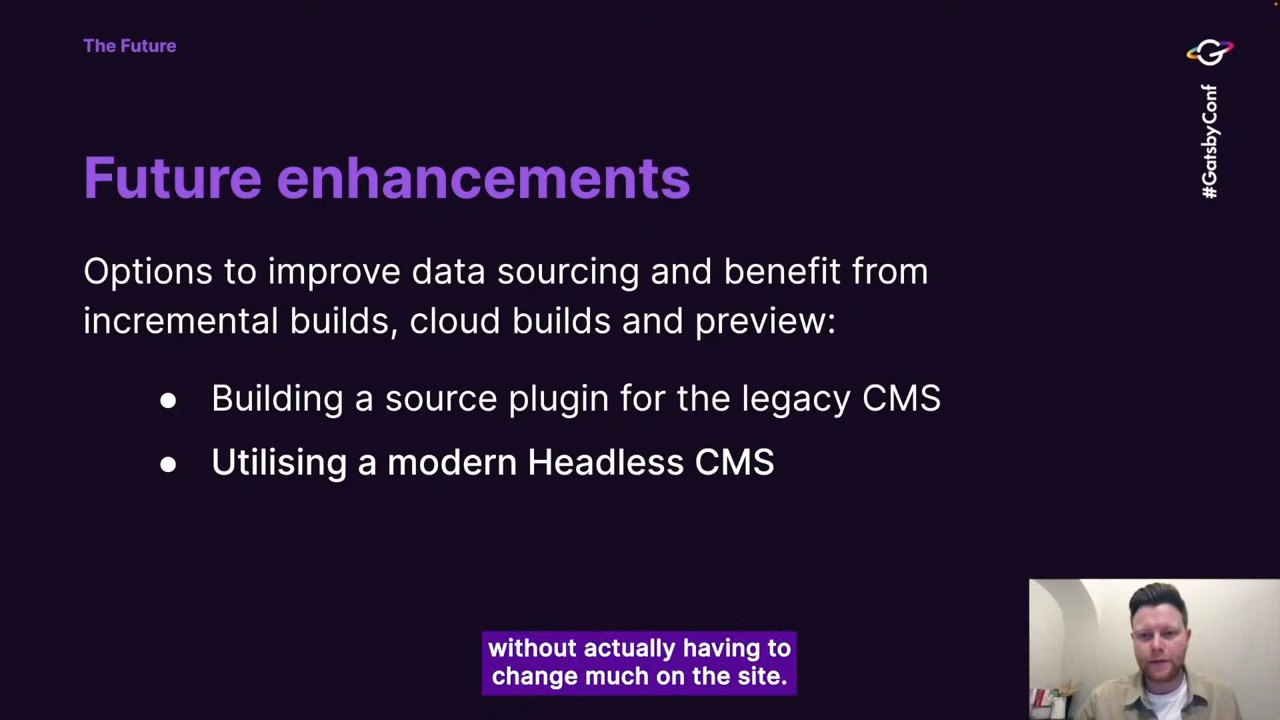 The Future
#GatsbyConf
Future enhancements
Options to improve data sourcing and benefit from
incremental builds, cloud builds and preview:
● Building a source plugin for the legacy CMS
● Utilising a modern Headless CMS
without actually having to
change much on the site.